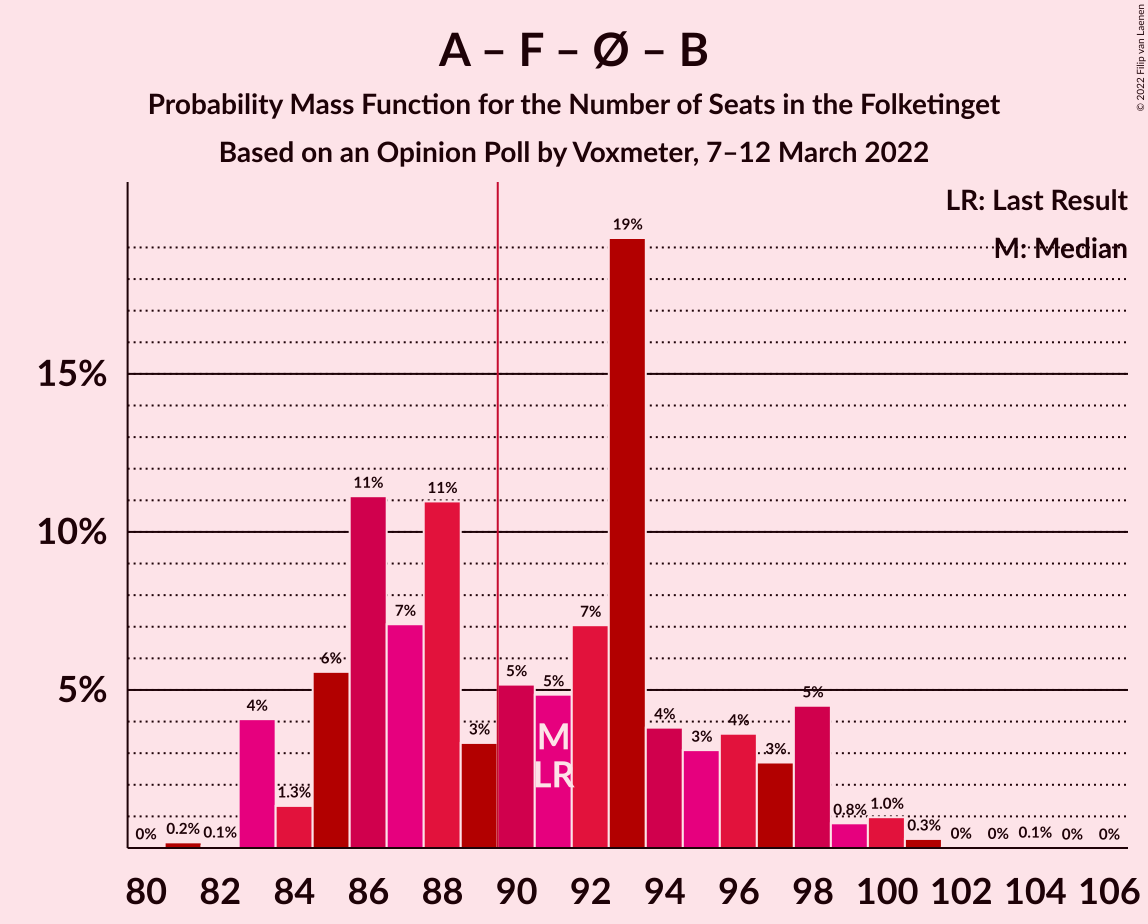 A – F – Ø – B
Probability Mass Function for the Number of Seats in the Folketinget
Based on an Opinion Poll by Voxmeter, 7–12 March 2022
© 2022 Filip van Laenen
LR: Last Result
M: Median
15%
10%
5%
0% 0.2% 0.1% 4% 1.3% 6% 11% 7% 11% 3% 5% 5% 7% 19% 4% 3% 4% 3% 5% 0.8% 1.0% 0.3% 0% 0% 0.1% 0% 0%
M
LR
80 82 84 86 88 90 92 94 96 98 100 102 104 106